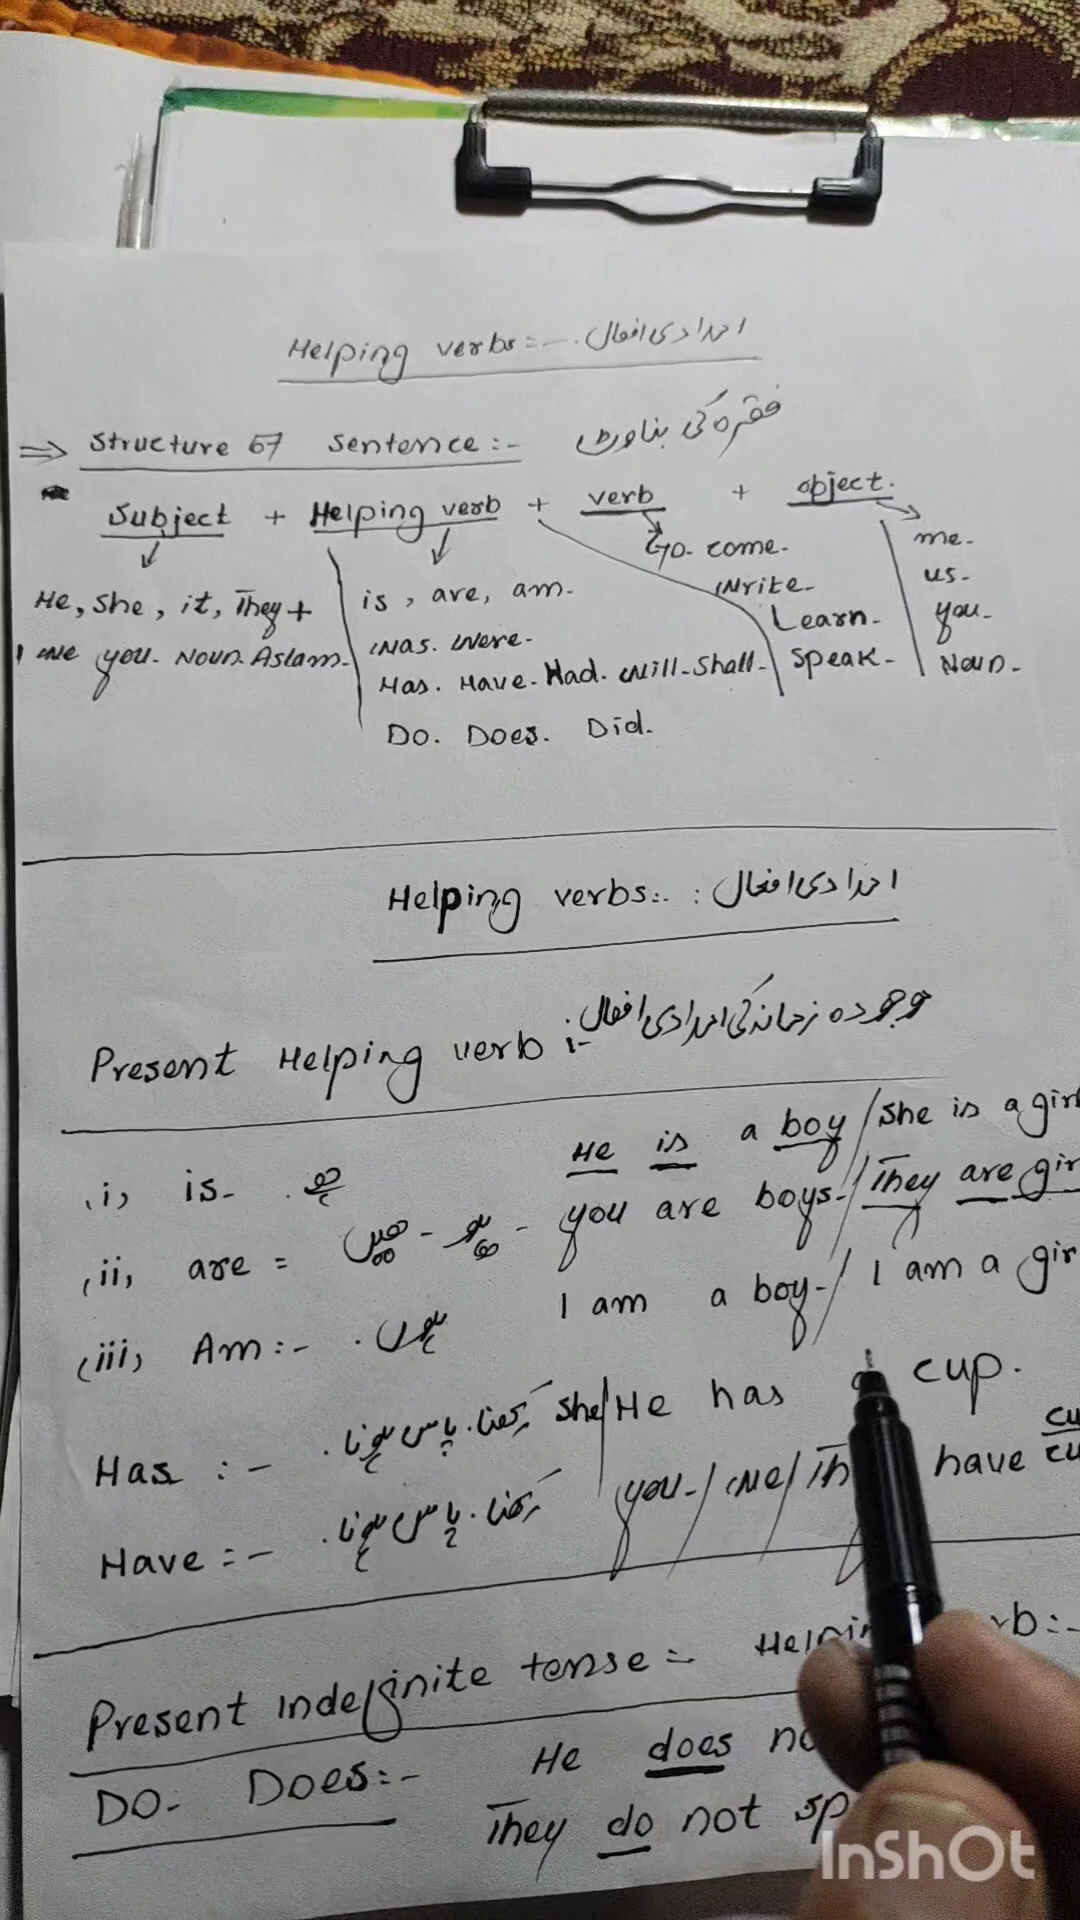 Helping verbs:- امدادی افعال
⇒ Structure of sentence:- فقرہ کی بناوٹ
Subject + Helping verb + verb + object.
He, She, it, They +
I We you. Noun. Aslam.
is, are, am.
Was. Were.
Has. Have. Had. Will. Shall.
Do. Does. Did.
Go. come.
Write.
Learn.
Speak.
me.
us.
you.
Noun.
Helping verbs:: امدادی افعال
Present Helping verb :- موجودہ زمانہ کی امدادی افعال
(i) is- ہے. He is a boy / She is a girl
(ii) are = ہیں - ہو - you are boys- / They are
(iii) Am:- ہوں. I am a boy- / I am a
Has :- رکھنا. پاس ہونا. She/He has cup.
Have :- رکھنا. پاس ہونا. you- / We / have
Present indefinite tense :-
DO- DOES:- He does
They do not
InShOt